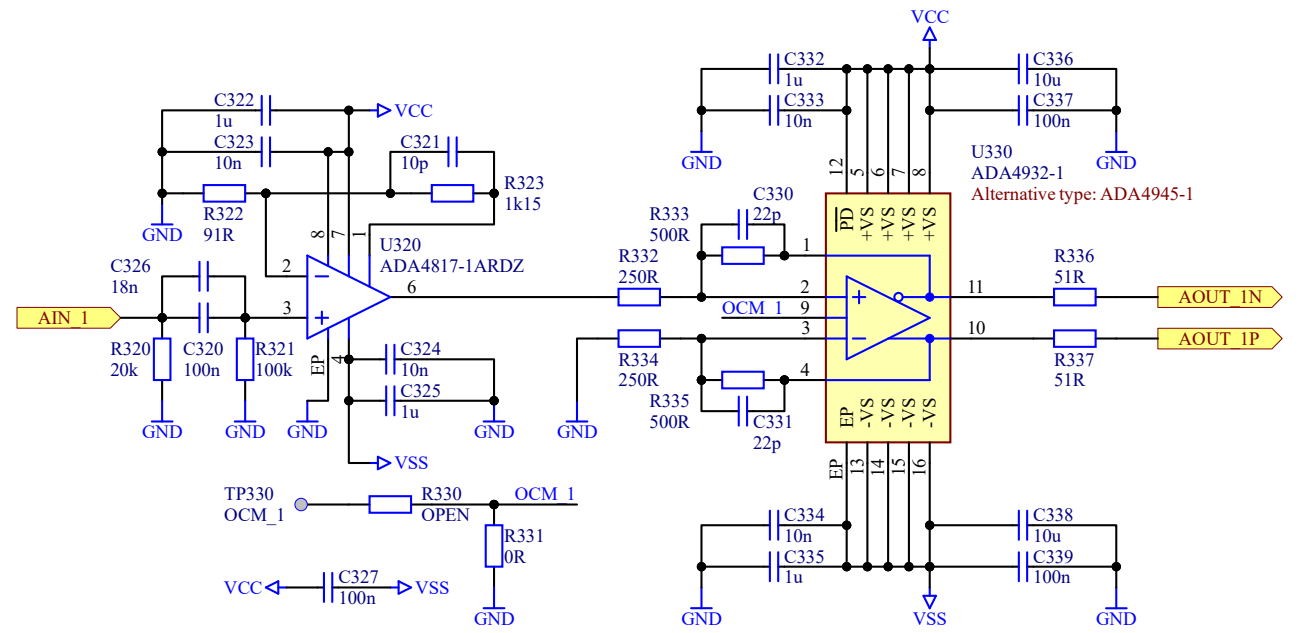 VCC
C332
1u
C333
10n
C336
10u
C337
100n
GND
GND
C322
1u
VCC
C323
10n
C321
10p
R323
1k15
R322
91R
GND
8
7
1
U320
ADA4817-1ARDZ
2
3
6
EP
4
C326
18n
AIN_1
R320
20k
C320
100n
R321
100k
GND
GND
GND
C324
10n
C325
1u
GND
VSS
U330
ADA4932-1
Alternative type: ADA4945-1
12
5
6
7
8
PD
+VS
+VS
+VS
+VS
C330
22p
R333
500R
R332
250R
1
2
OCM_1
9
3
4
R334
250R
R335
500R
C331
22p
GND
11
10
R336
51R
AOUT_1N
AOUT_1P
R337
51R
EP
-VS
-VS
-VS
-VS
EP
13
14
15
16
TP330
OCM_1
R330
OPEN
OCM_1
R331
0R
GND
VCC
C327
100n
VSS
C334
10n
C335
1u
C338
10u
C339
100n
GND
VSS
GND